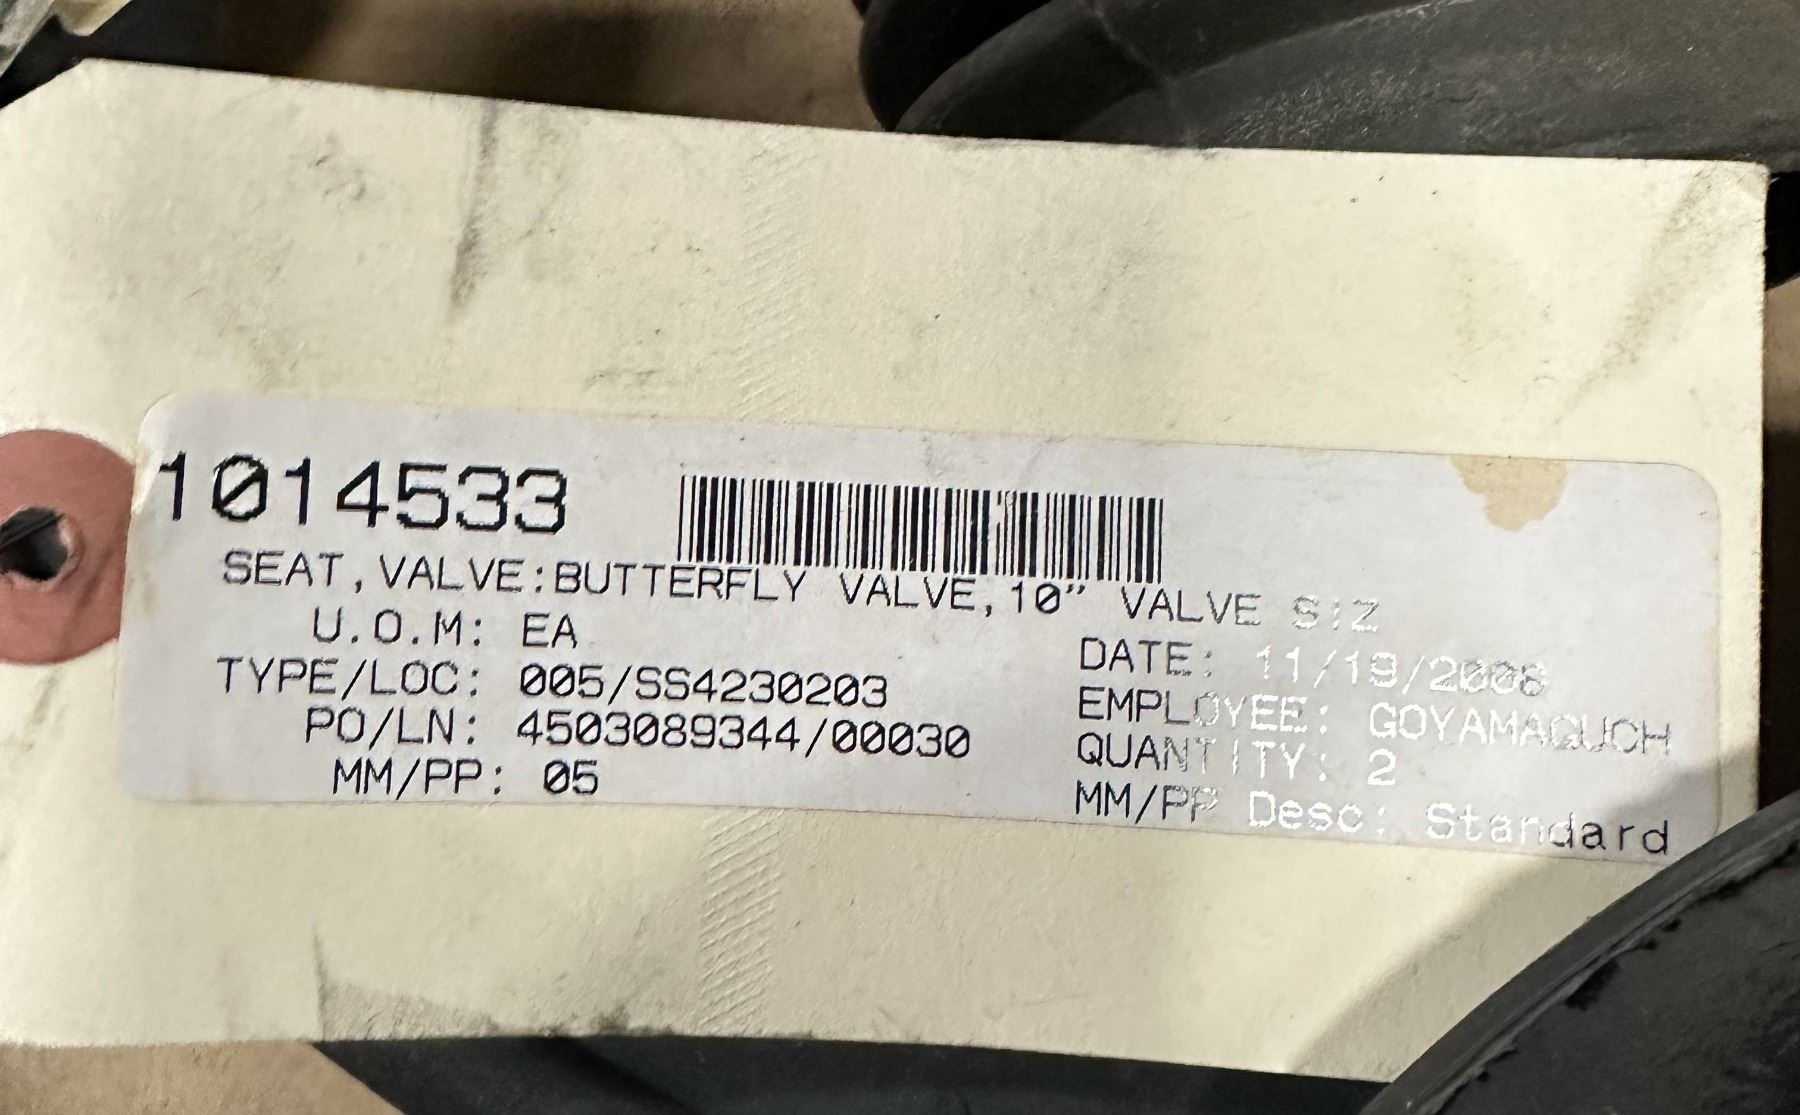 1014533
SEAT,VALVE:BUTTERFLY VALVE,10" VALVE SIZ
U.O.M: EA
DATE: 11/19/2008
TYPE/LOC: 005/SS4230203
EMPLOYEE: GOYAMAGUCH
PO/LN: 4503089344/00030
QUANTITY: 2
MM/PP: 05
MM/PP Desc: Standard